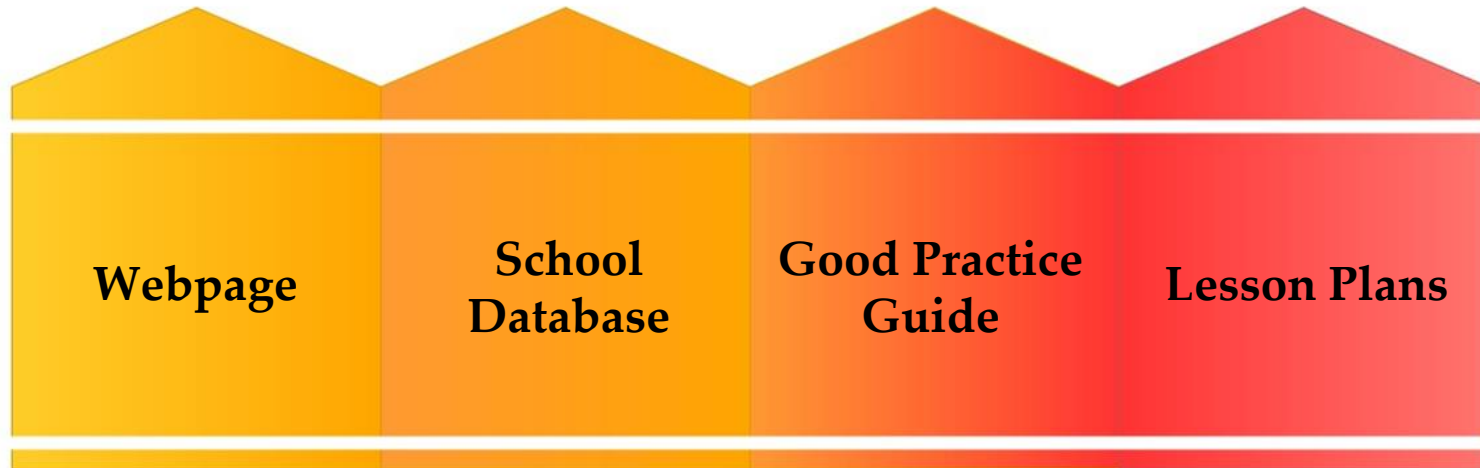 Webpage
School
Database
Good Practice
Guide
Lesson Plans